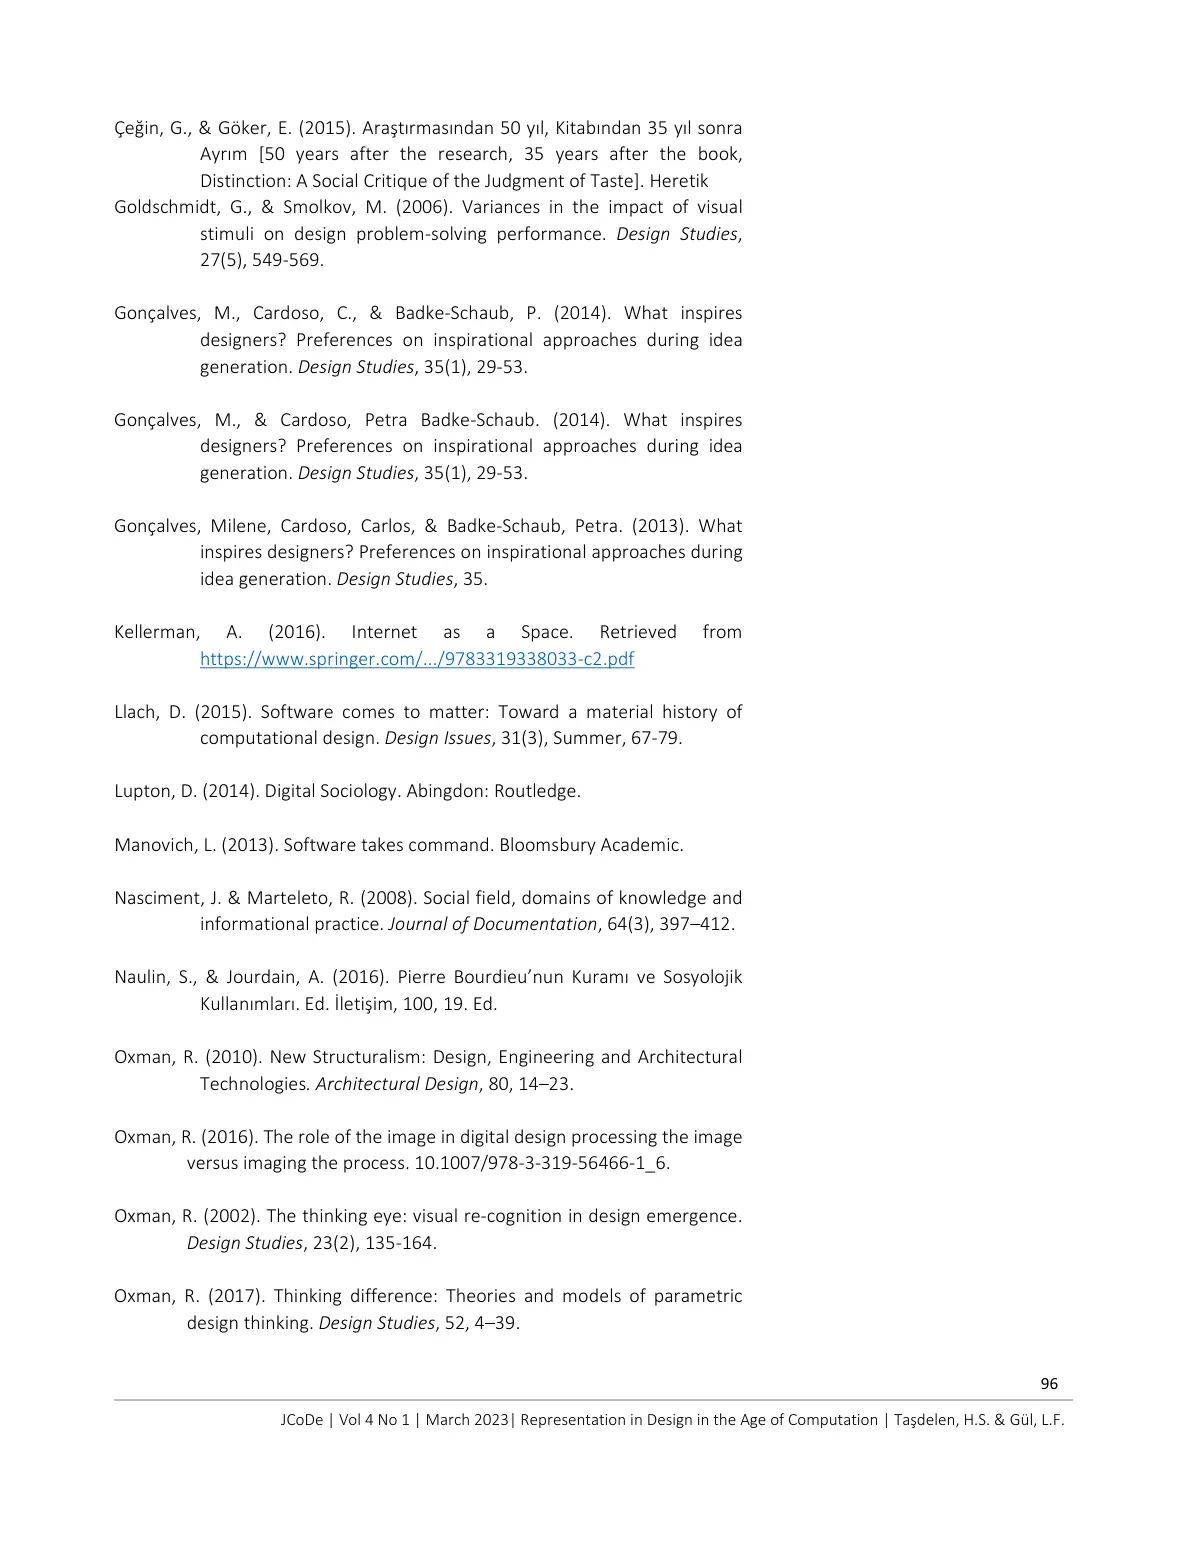 Çeğin, G., & Göker, E. (2015). Araştırmasından 50 yıl, Kitabından 35 yıl sonra
Ayrım [50 years after the research, 35 years after the book,
Distinction: A Social Critique of the Judgment of Taste]. Heretik
Goldschmidt, G., & Smolkov, M. (2006). Variances in the impact of visual
stimuli on design problem-solving performance. Design Studies,
27(5), 549-569.
Gonçalves, M., Cardoso, C., & Badke-Schaub, P. (2014). What inspires
designers? Preferences on inspirational approaches during idea
generation. Design Studies, 35(1), 29-53.
Gonçalves, M., & Cardoso, Petra Badke-Schaub. (2014). What inspires
designers? Preferences on inspirational approaches during idea
generation. Design Studies, 35(1), 29-53.
Gonçalves, Milene, Cardoso, Carlos, & Badke-Schaub, Petra. (2013). What
inspires designers? Preferences on inspirational approaches during
idea generation. Design Studies, 35.
Kellerman, A. (2016). Internet as a Space. Retrieved from
https://www.springer.com/.../9783319338033-c2.pdf
Llach, D. (2015). Software comes to matter: Toward a material history of
computational design. Design Issues, 31(3), Summer, 67-79.
Lupton, D. (2014). Digital Sociology. Abingdon: Routledge.
Manovich, L. (2013). Software takes command. Bloomsbury Academic.
Nasciment, J. & Marteleto, R. (2008). Social field, domains of knowledge and
informational practice. Journal of Documentation, 64(3), 397–412.
Naulin, S., & Jourdain, A. (2016). Pierre Bourdieu’nun Kuramı ve Sosyolojik
Kullanımları. Ed. İletişim, 100, 19. Ed.
Oxman, R. (2010). New Structuralism: Design, Engineering and Architectural
Technologies. Architectural Design, 80, 14–23.
Oxman, R. (2016). The role of the image in digital design processing the image
versus imaging the process. 10.1007/978-3-319-56466-1_6.
Oxman, R. (2002). The thinking eye: visual re-cognition in design emergence.
Design Studies, 23(2), 135-164.
Oxman, R. (2017). Thinking difference: Theories and models of parametric
design thinking. Design Studies, 52, 4–39.
96
JCoDe | Vol 4 No 1 | March 2023| Representation in Design in the Age of Computation | Taşdelen, H.S. & Gül, L.F.